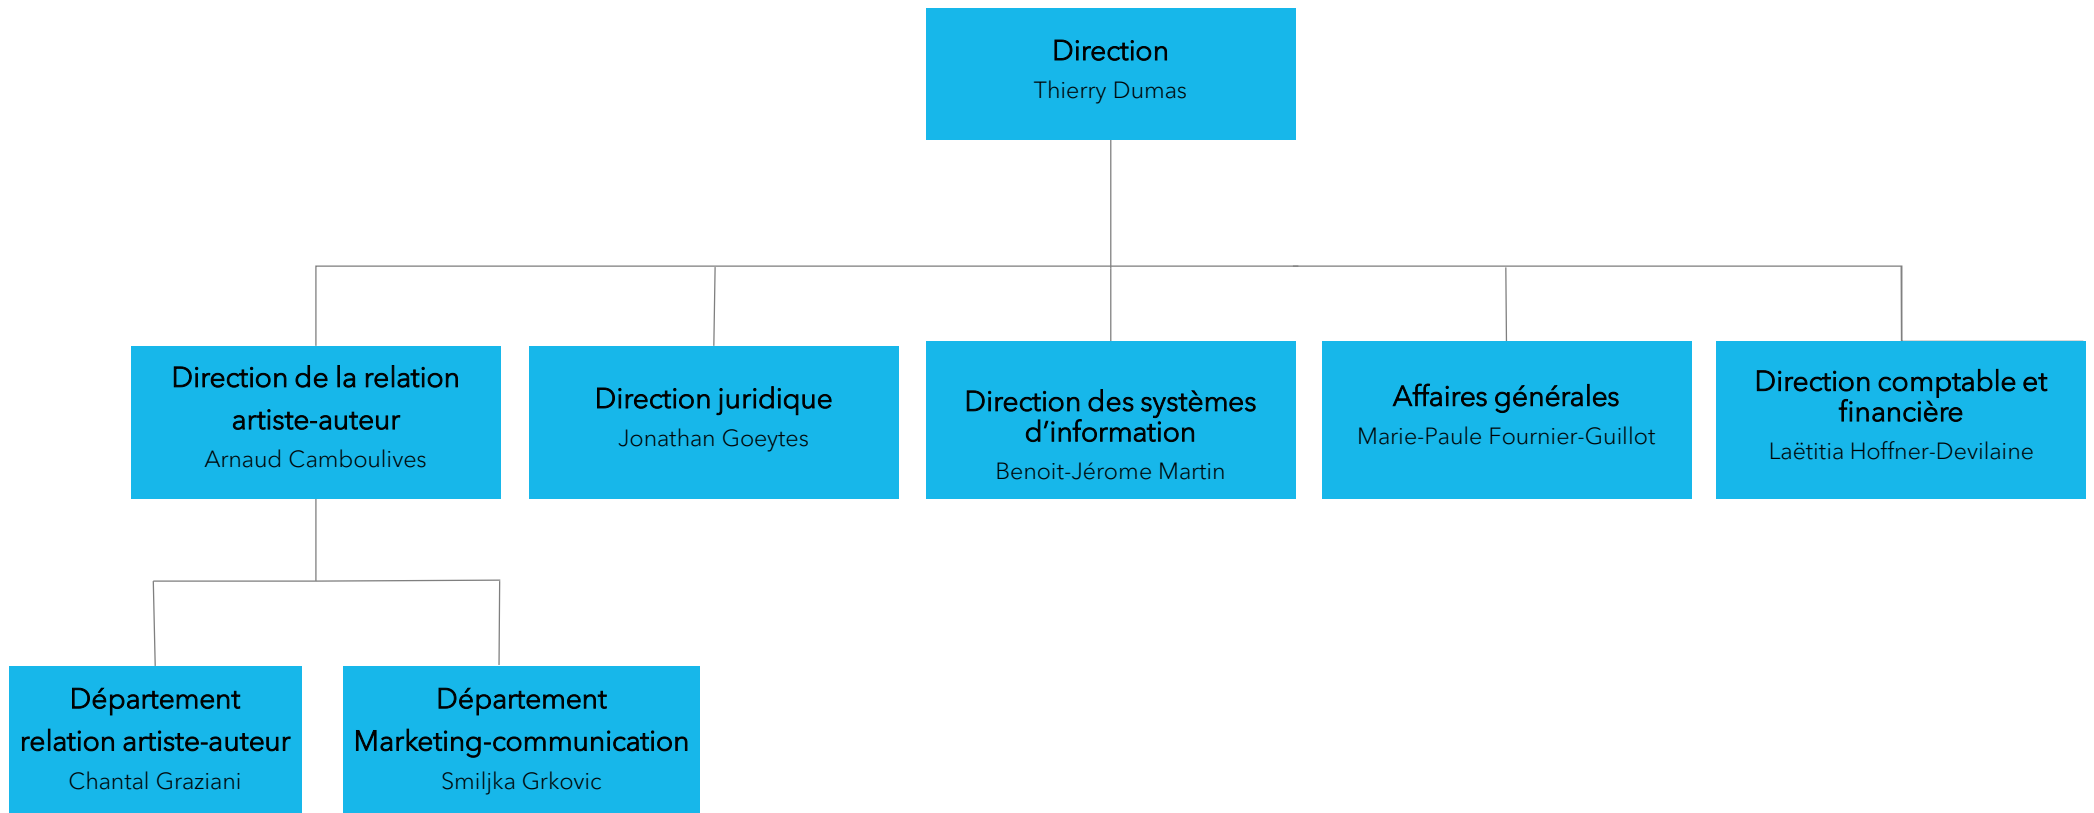 Direction
Thierry Dumas
Direction de la relation
artiste-auteur
Arnaud Camboulives
Direction juridique
Jonathan Goeytes
Direction des systèmes
d’information
Benoit-Jérome Martin
Affaires générales
Marie-Paule Fournier-Guillot
Direction comptable et
financière
Laëtitia Hoffner-Devilaine
Département
relation artiste-auteur
Chantal Graziani
Département
Marketing-communication
Smiljka Grkovic